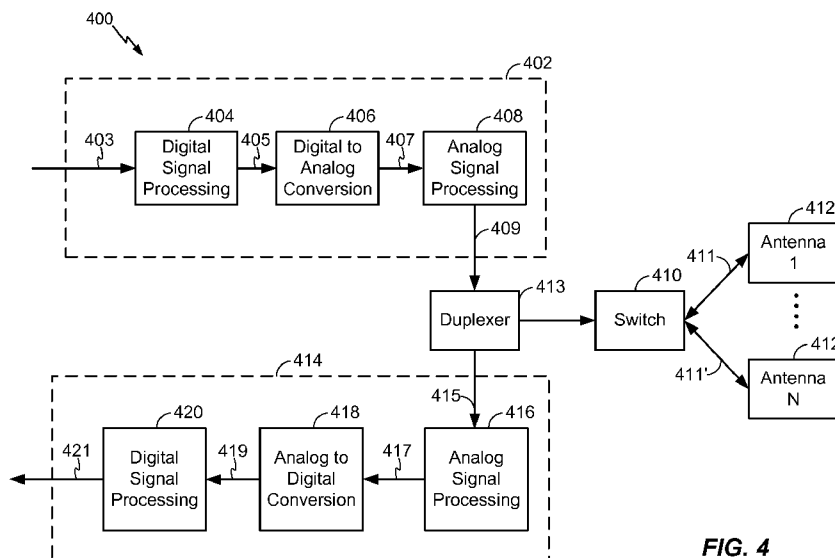 400
402
403
404
Digital
Signal
Processing
405
406
Digital to
Analog
Conversion
407
408
Analog
Signal
Processing
409
Duplexer
413
410
Switch
411
412
Antenna
1
411'
412
Antenna
N
414
415
416
Analog
Signal
Processing
417
418
Analog to
Digital
Conversion
419
420
Digital
Signal
Processing
421
FIG. 4